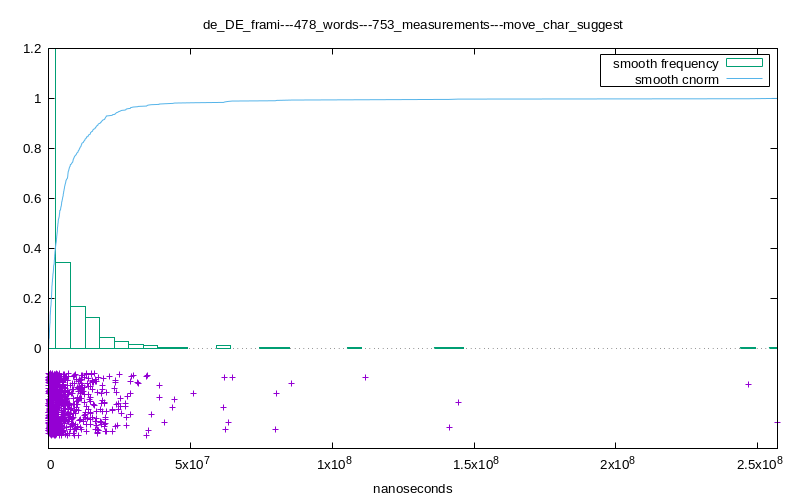 de_DE_frami---478_words---753_measurements---move_char_suggest
smooth frequency
smooth cnorm
1.2
1
0.8
0.6
0.4
0.2
0
0 5x10^7 1x10^8 1.5x10^8 2x10^8 2.5x10^8
nanoseconds